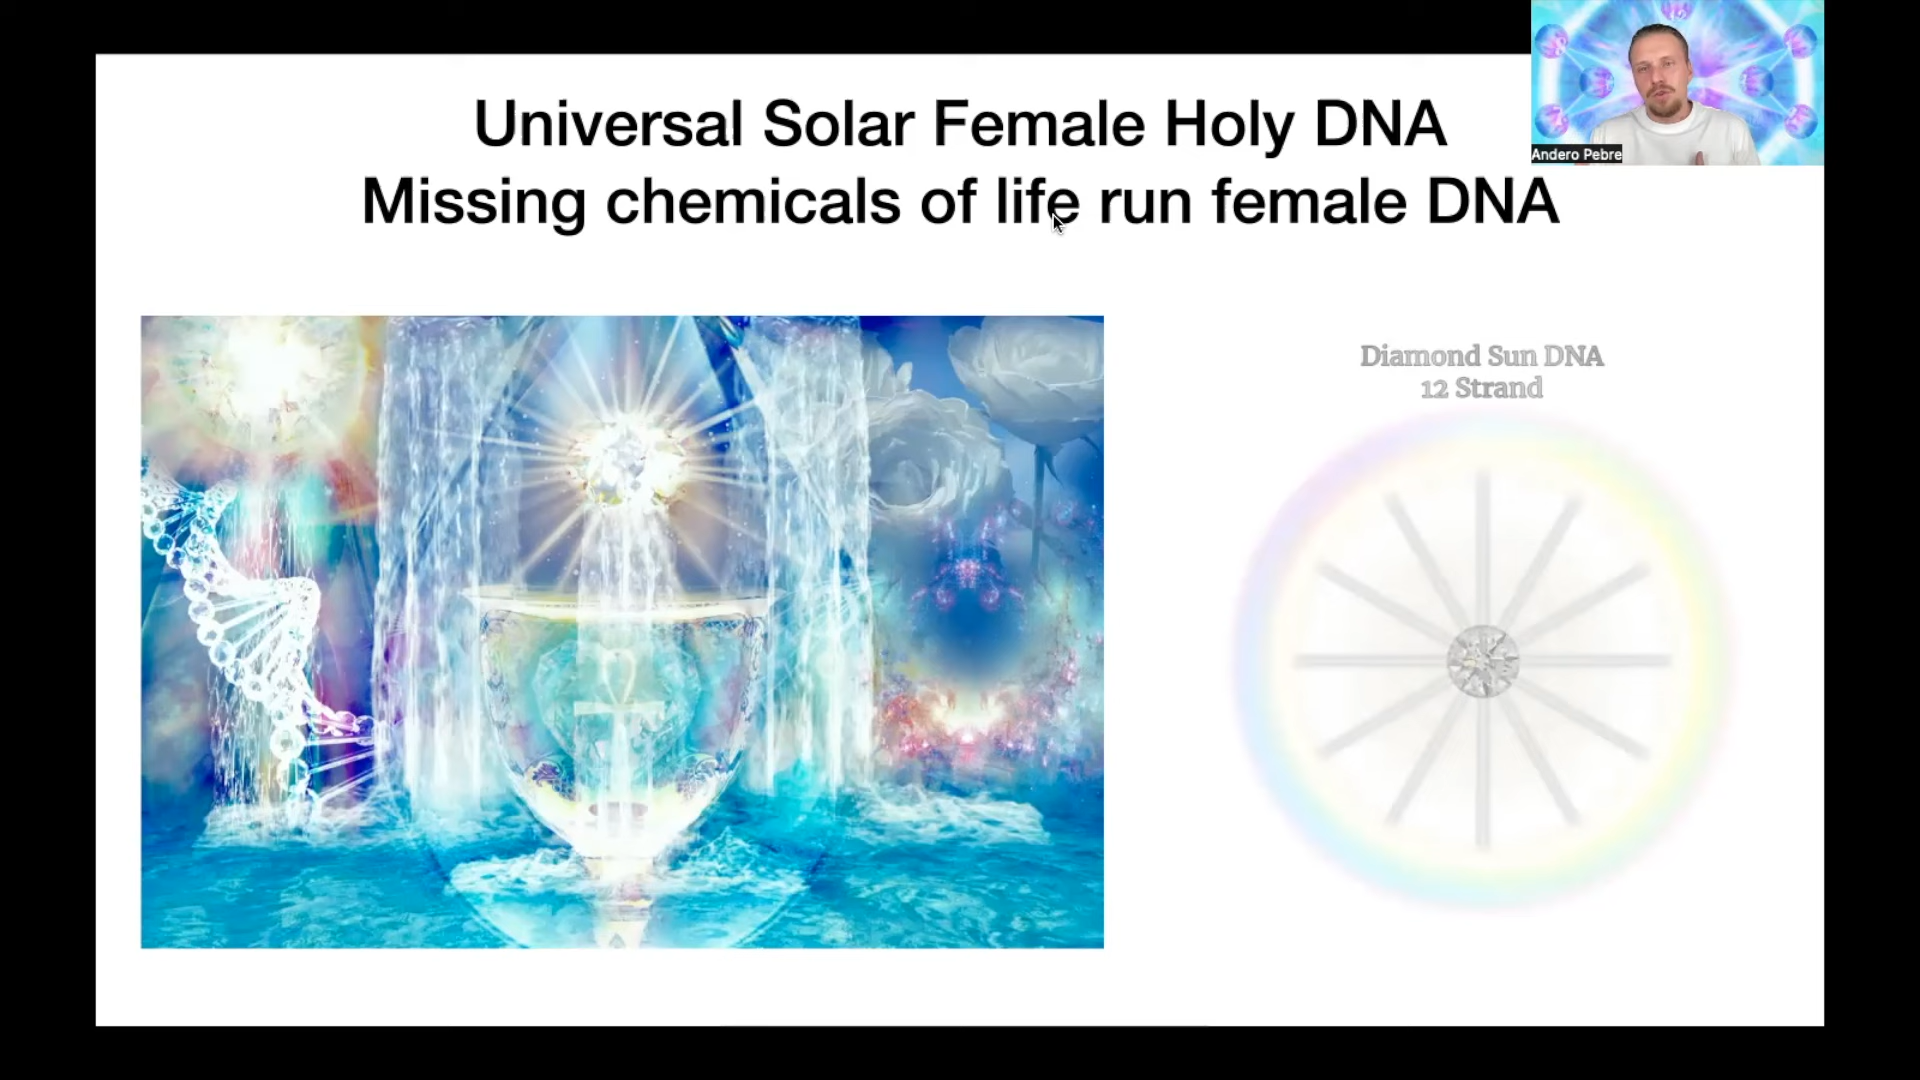 Universal Solar Female Holy DNA
Missing chemicals of life run female DNA
Andero Pebre
Diamond Sun DNA
12 Strand